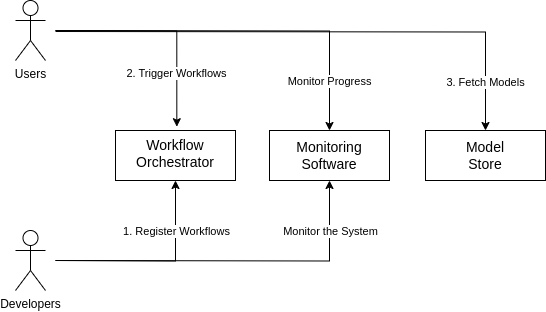 Users
2. Trigger Workflows
Monitor Progress
3. Fetch Models
Workflow
Orchestrator
Monitoring
Software
Model
Store
1. Register Workflows
Monitor the System
Developers